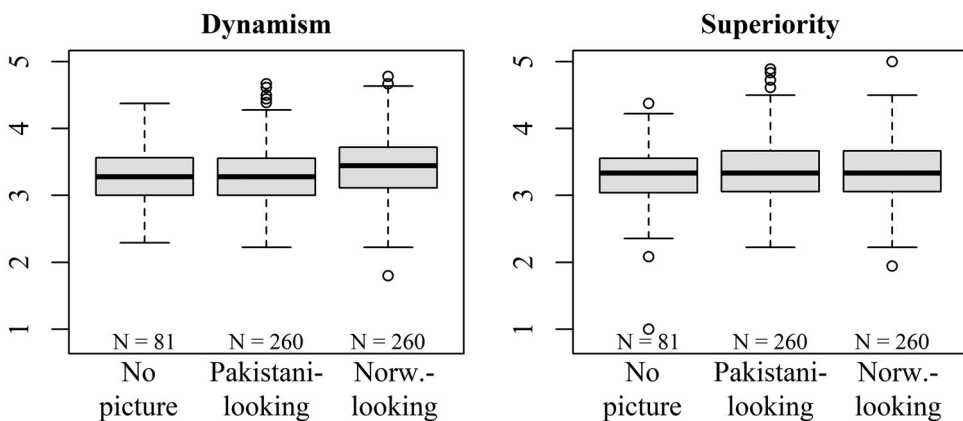 Dynamism
5
4
3
2
1
N = 81
N = 260
N = 260
No
picture
Pakistani-
looking
Norw.-
looking
Superiority
5
4
3
2
1
N = 81
N = 260
N = 260
No
picture
Pakistani-
looking
Norw.-
looking